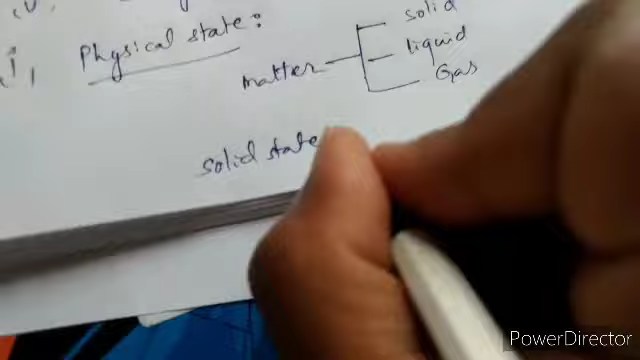 Physical state:
matter
solid
liquid
Gas
solid state
PowerDirector